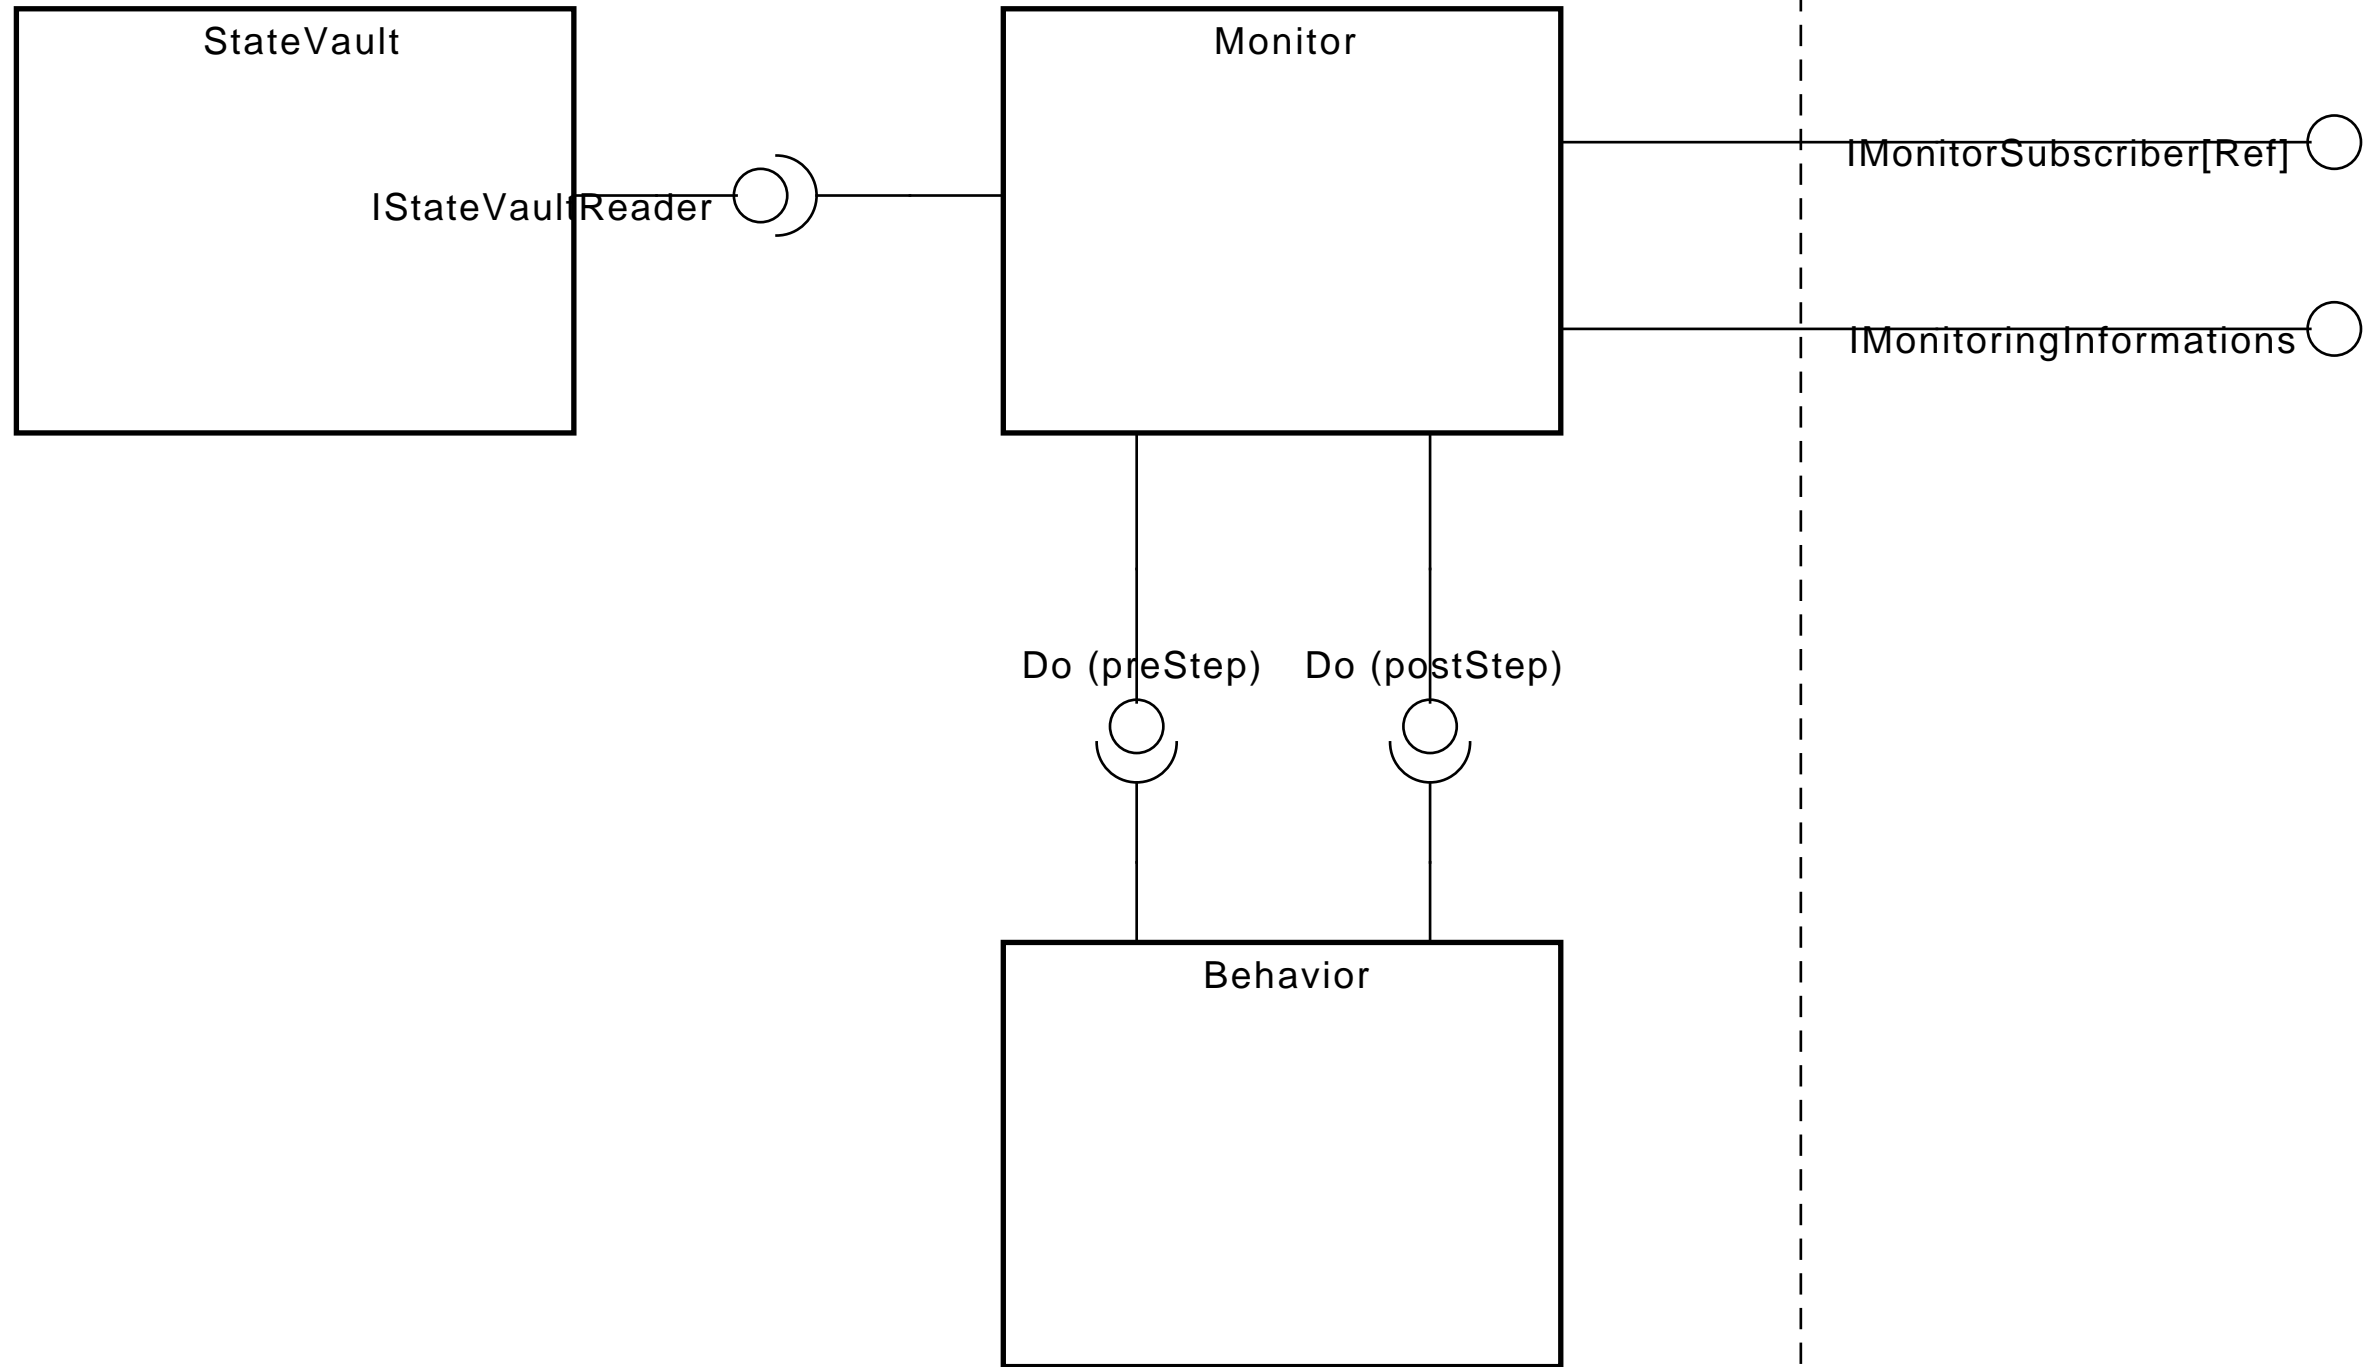 StateVault
Monitor
IMonitorSubscriber[Ref]
IStateVaultReader
IMonitoringInformations
Do (preStep)
Do (postStep)
Behavior